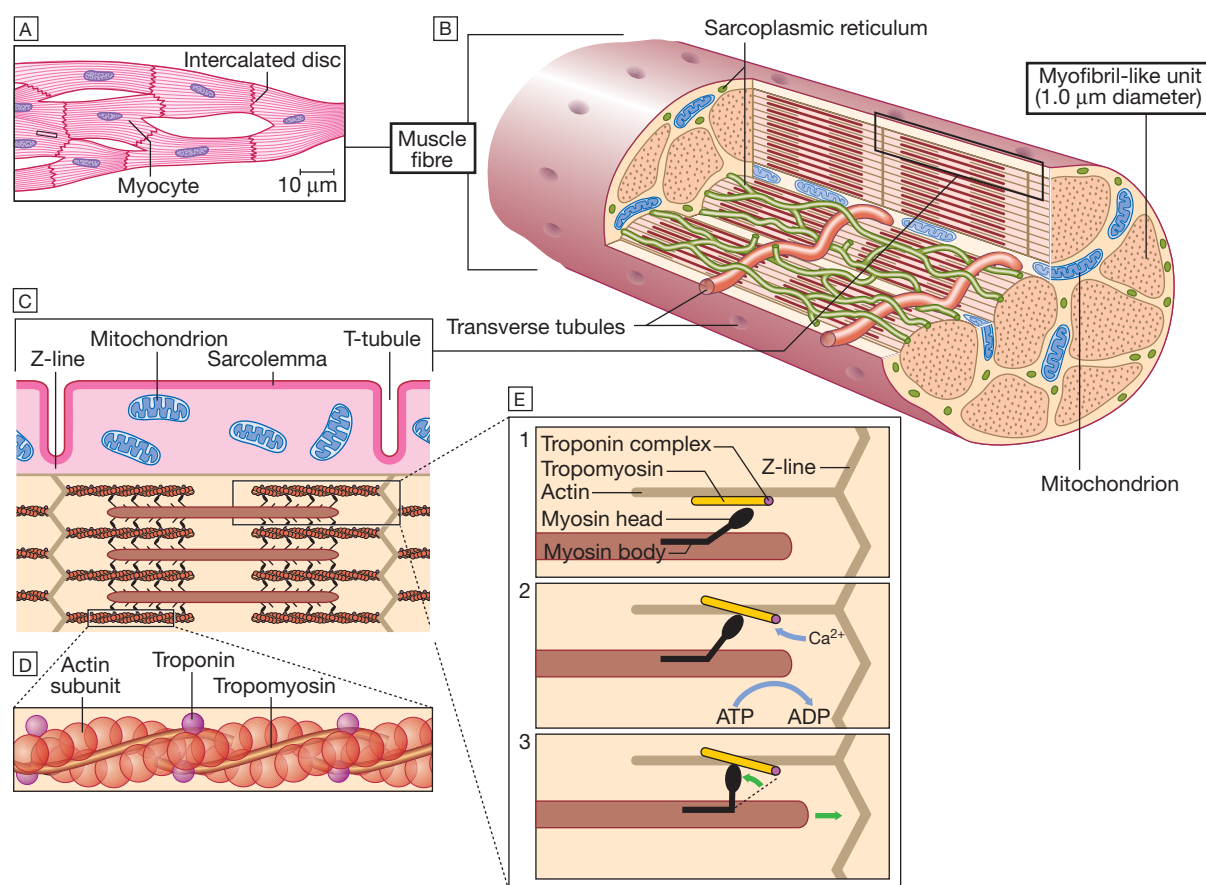 A
Intercalated disc
Myocyte
10 μm
Muscle
fibre
B
Sarcoplasmic reticulum
Myofibril-like unit
(1.0 μm diameter)
Transverse tubules
Mitochondrion
C
Mitochondrion
T-tubule
Z-line
Sarcolemma
D
Actin
subunit
Troponin
Tropomyosin
E
1
Troponin complex
Tropomyosin
Z-line
Actin
Myosin head
Myosin body
2
Ca²⁺
ATP
ADP
3